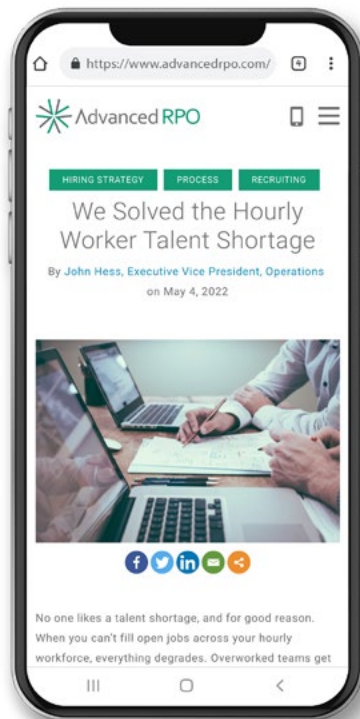 https://www.advancedrpo.com/
Advanced RPO
HIRING STRATEGY PROCESS RECRUITING
We Solved the Hourly
Worker Talent Shortage
By John Hess, Executive Vice President, Operations
on May 4, 2022
No one likes a talent shortage, and for good reason.
When you can't fill open jobs across your hourly
workforce, everything degrades. Overworked teams get